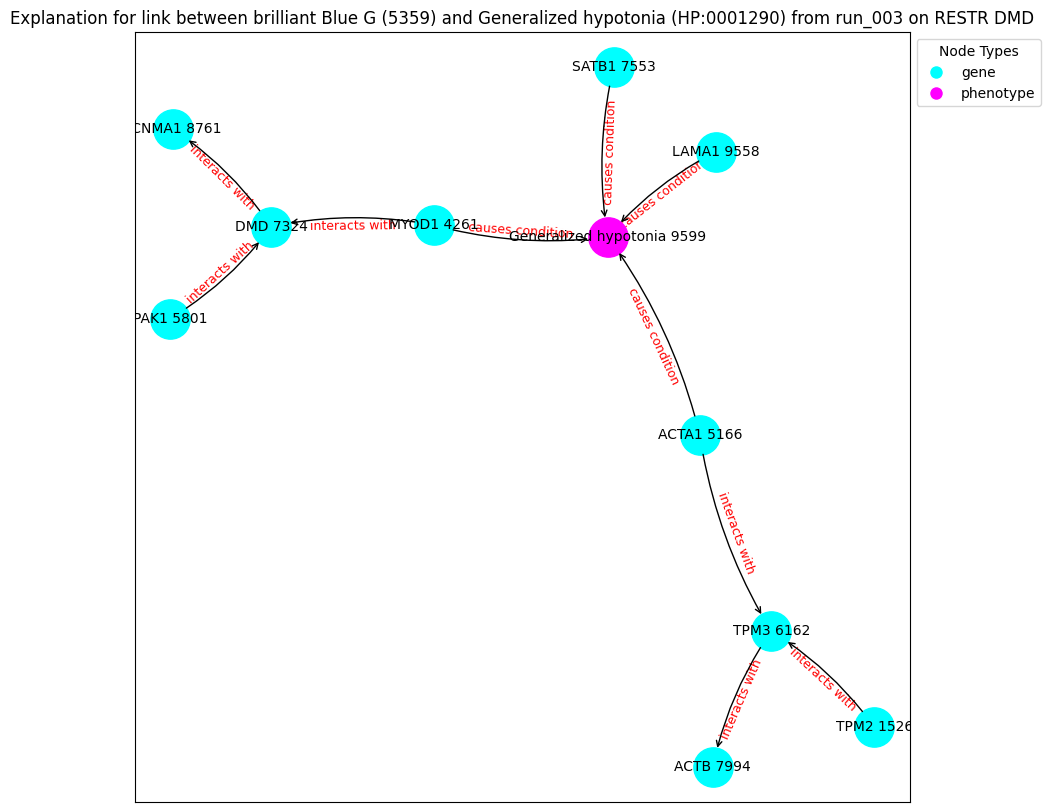 Explanation for link between brilliant Blue G (5359) and Generalized hypotonia (HP:0001290) from run_003 on RESTR DMD
Node Types
gene
phenotype
SATB1 7553
CNMA1 8761
causes condition
LAMA1 9558
interacts with
causes condition
DMD 7324
interacts with
MYOD1 4261
causes condition
Generalized hypotonia 9599
interacts with
PAK1 5801
causes condition
ACTA1 5166
interacts with
TPM3 6162
interacts with
interacts with
TPM2 1526
ACTB 7994